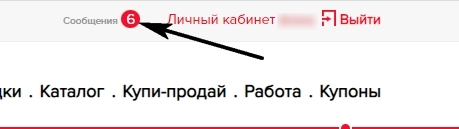 Сообщения 6 Личный кабинет Выйти
дки . Каталог . Купи-продай . Работа . Купоны